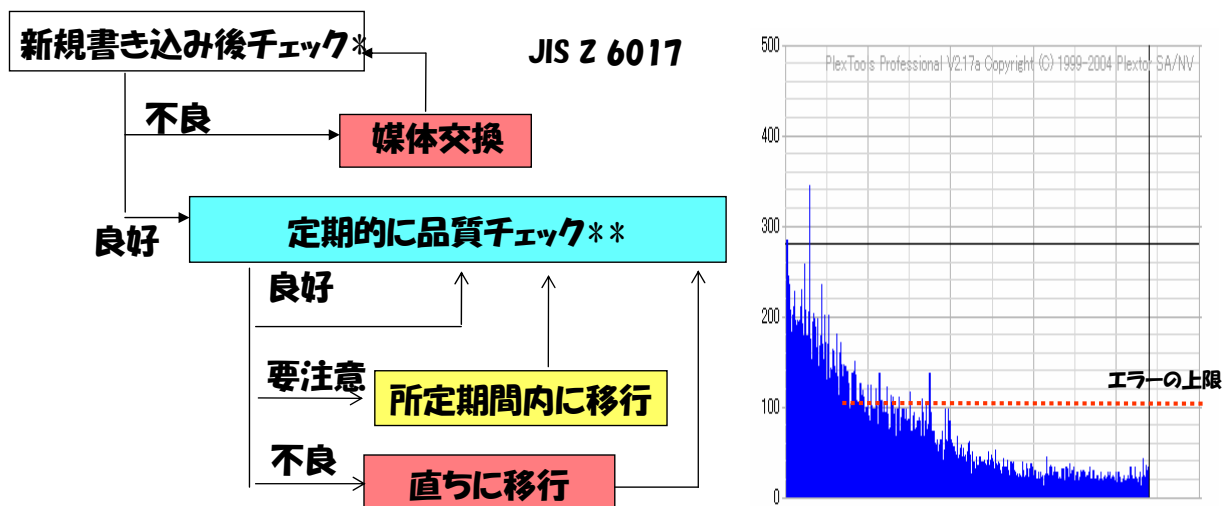 新規書き込み後チェック*
JIS Z 6017
不良
媒体交換
良好
定期的に品質チェック**
良好
要注意
所定期間内に移行
不良
直ちに移行
500
PlexTools Professional V2.17a Copyright (C) 1999-2004 Plextor SA/NV
400
300
200
エラーの上限
100
0